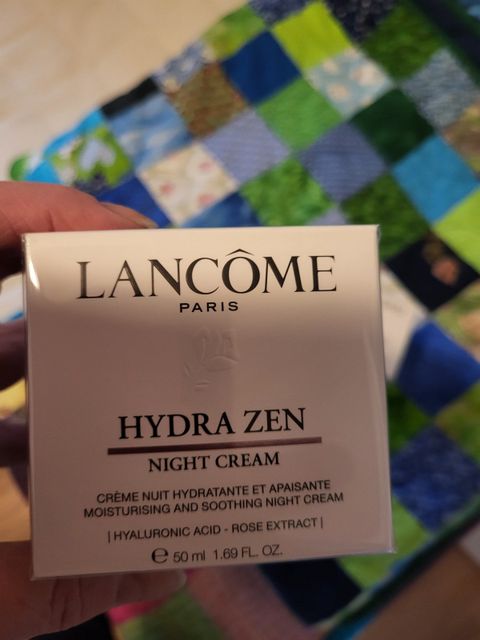 LANCÔME
PARIS
HYDRA ZEN
NIGHT CREAM
CRÈME NUIT HYDRATANTE ET APAISANTE
MOISTURISING AND SOOTHING NIGHT CREAM
| HYALURONIC ACID - ROSE EXTRACT |
℮ 50 ml 1.69 FL. OZ.